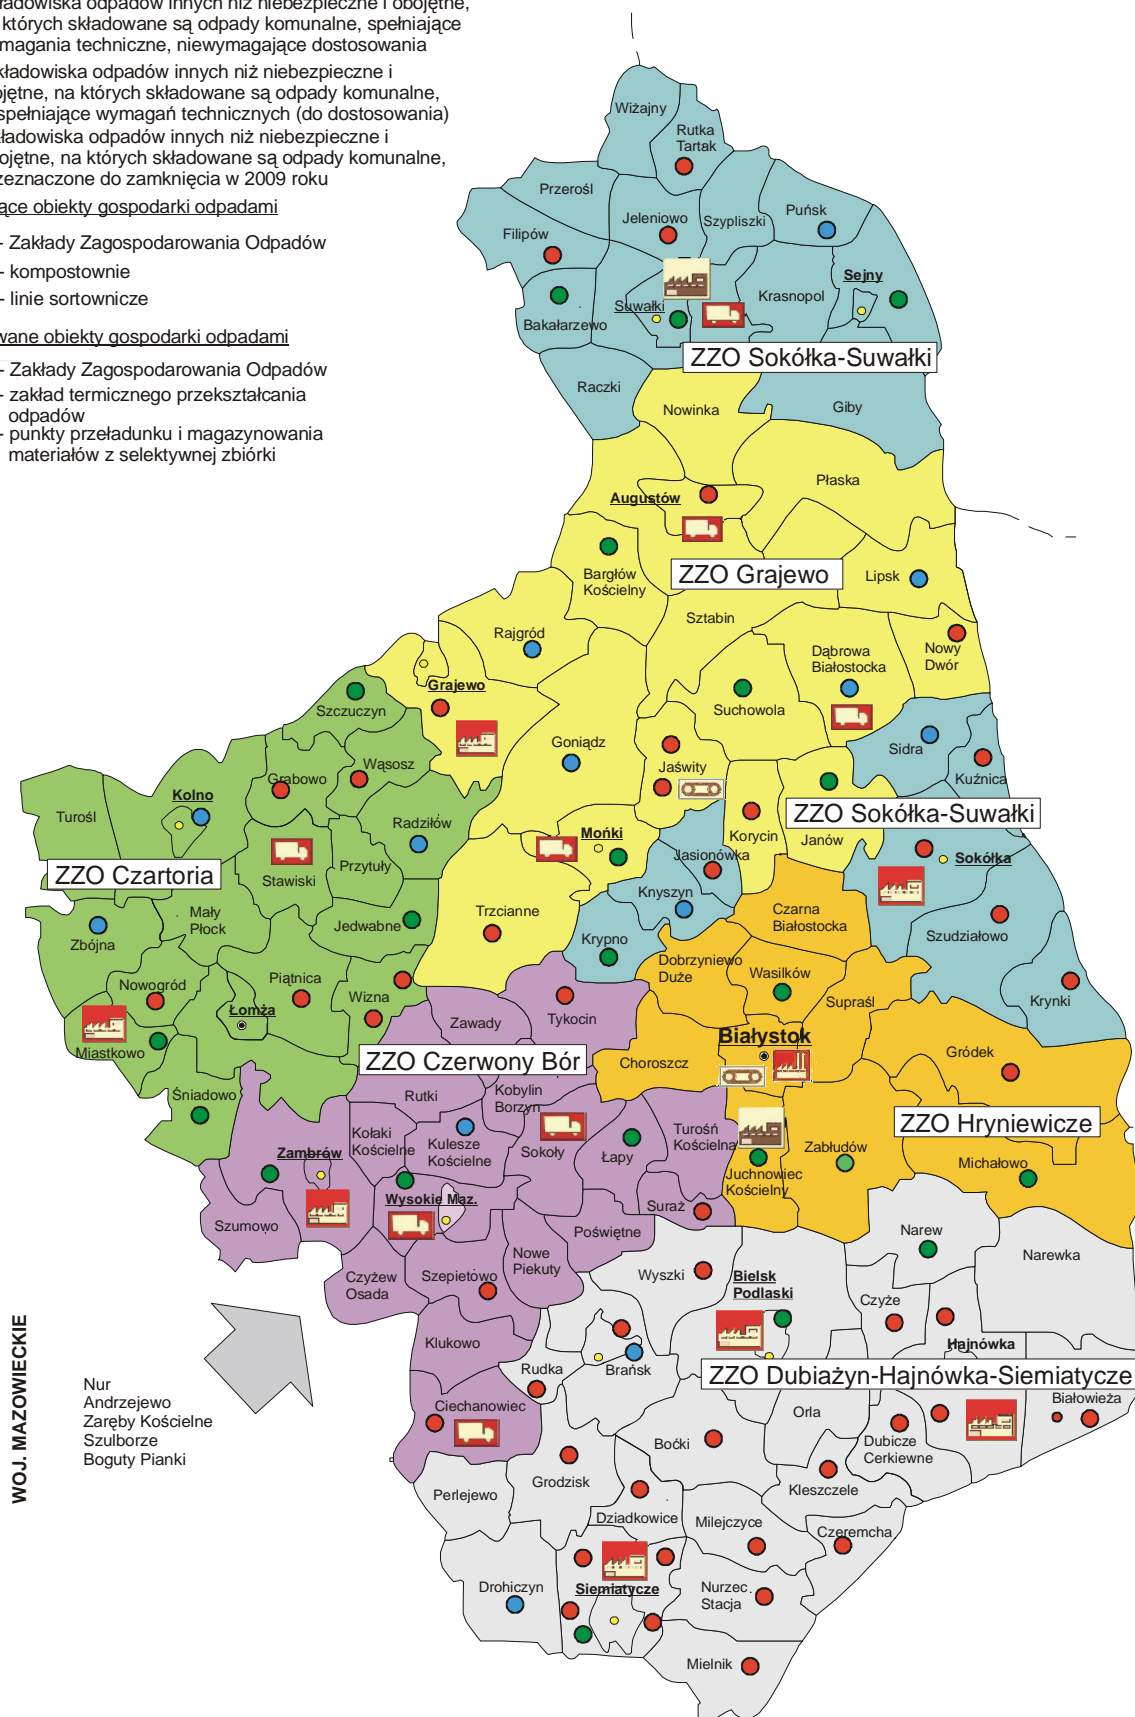 kładowiska odpadów innych niż niebezpieczne i obojętne,
których składowane są odpady komunalne, spełniające
magania techniczne, niewymagające dostosowania
kładowiska odpadów innych niż niebezpieczne i
ojętne, na których składowane są odpady komunalne,
spełniające wymagań technicznych (do dostosowania)
kładowiska odpadów innych niż niebezpieczne i
ojętne, na których składowane są odpady komunalne,
zeznaczone do zamknięcia w 2009 roku
ące obiekty gospodarki odpadami
- Zakłady Zagospodarowania Odpadów
- kompostownie
- linie sortownicze
wane obiekty gospodarki odpadami
- Zakłady Zagospodarowania Odpadów
- zakład termicznego przekształcania
odpadów
- punkty przeładunku i magazynowania
materiałów z selektywnej zbiórki
Wiżajny
Rutka
Tartak
Przerośl
Jeleniowo
Szypliszki
Puńsk
Filipów
Sejny
Suwałki
Krasnopol
Bakałarzewo
ZZO Sokółka-Suwałki
Raczki
Nowinka
Giby
Płaska
Augustów
Bargłów
Kościelny
ZZO Grajewo
Lipsk
Sztabin
Rajgród
Dąbrowa
Białostocka
Nowy
Dwór
Grajewo
Szczuczyn
Suchowola
Goniądz
Sidra
Wąsosz
Jaświty
Kuźnica
Grabowo
Kolno
Turośl
Radziłów
ZZO Sokółka-Suwałki
Mońki
Korycin
Janów
Jasionówka
Sokółka
Przytuły
ZZO Czartoria
Stawiski
Knyszyn
Trzcianne
Czarna
Białostocka
Mały
Płock
Jedwabne
Zbójna
Krypno
Szudziałowo
Dobrzyniewo
Duże
Wasilków
Nowogród
Piątnica
Wizna
Supraśl
Krynki
Łomża
Zawady
Tykocin
Białystok
Miastkowo
ZZO Czerwony Bór
Choroszcz
Gródek
Śniadowo
Rutki
Kobylin
Borzyn
ZZO Hryniewicze
Kołaki
Kościelne
Kulesze
Kościelne
Turośń
Kościelna
Zambrów
Sokoły
Łapy
Zabłudów
Michałowo
Juchnowiec
Kościelny
Wysokie Maz.
Suraż
Szumowo
Poświętne
Narew
Narewka
Nowe
Piekuty
Czyżew
Osada
Szepietowo
Wyszki
Bielsk
Podlaski
Czyże
Klukowo
Hajnówka
Rudka
Brańsk
ZZO Dubiażyn-Hajnówka-Siemiatycze
Ciechanowiec
Orla
Białowieża
Boćki
Dubicze
Cerkiewne
Grodzisk
Kleszczele
Perlejewo
Dziadkowice
Milejczyce
Czeremcha
Drohiczyn
Siemiatycze
Nurzec
Stacja
Mielnik
WOJ. MAZOWIECKIE
Nur
Andrzejewo
Zaręby Kościelne
Szulborze
Boguty Pianki